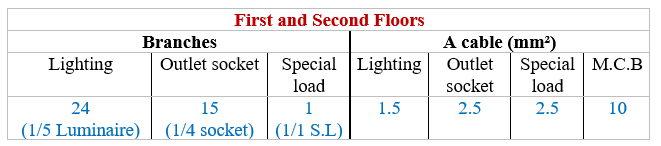 First and Second Floors
Branches A cable (mm²)
Lighting Outlet socket Special load Lighting Outlet socket Special load M.C.B
24 15 1 1.5 2.5 2.5 10
(1/5 Luminaire) (1/4 socket) (1/1 S.L)